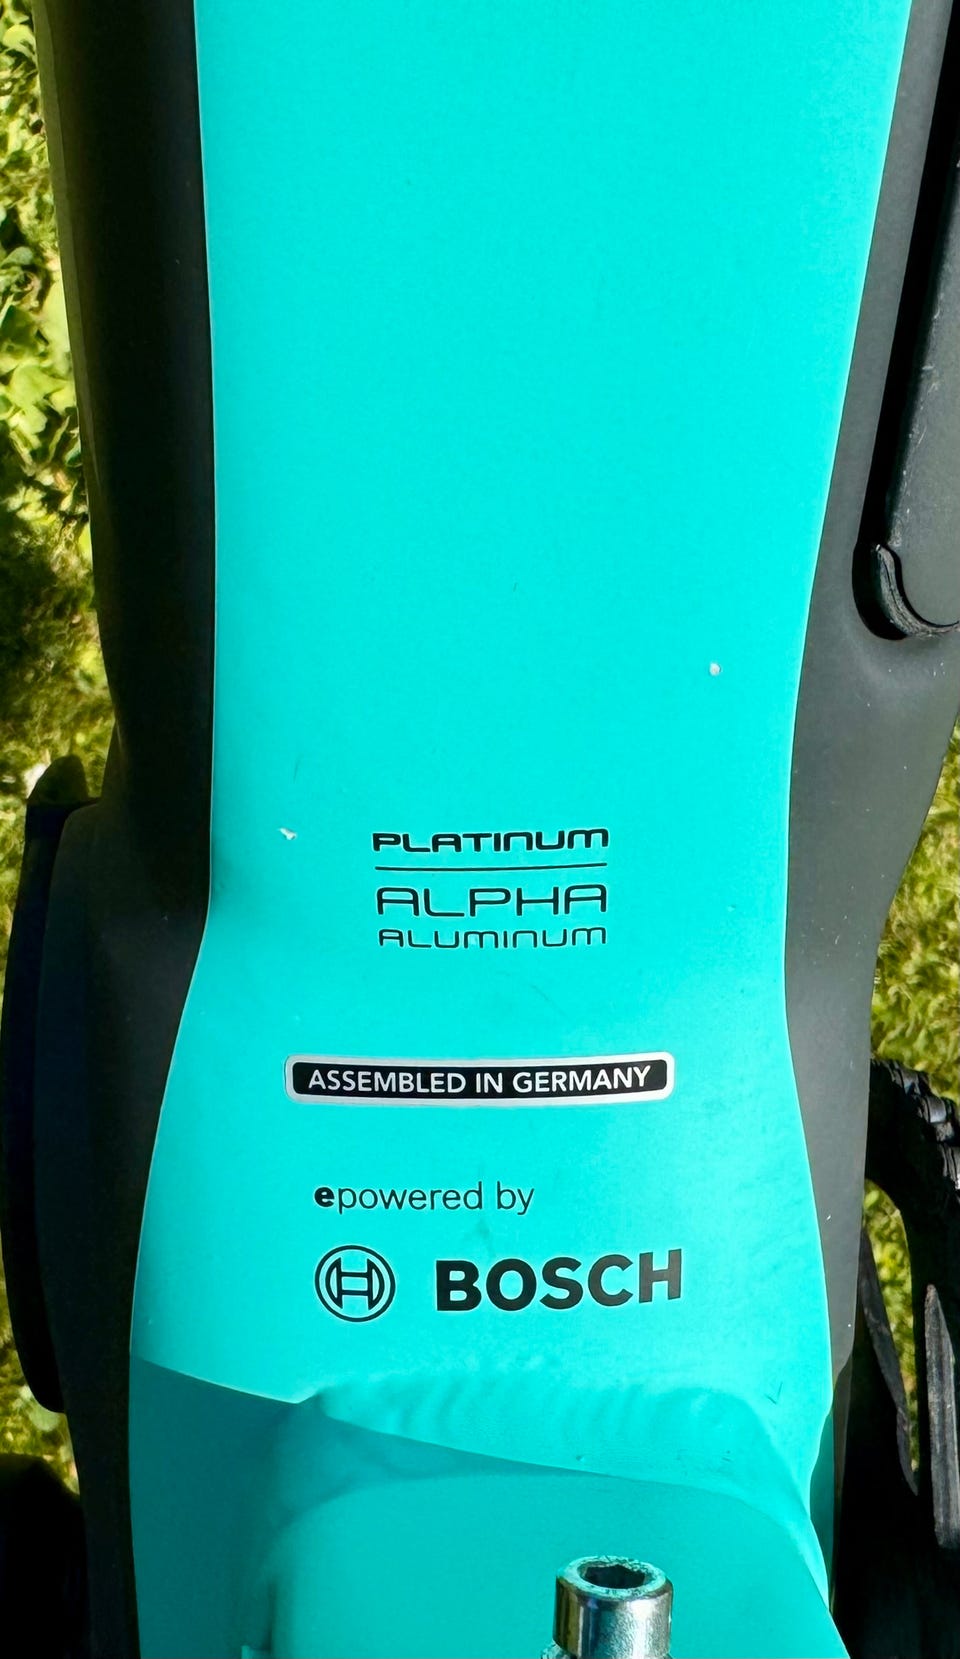 PLATINUM
ALPHA
ALUMINUM
ASSEMBLED IN GERMANY
epowered by
BOSCH